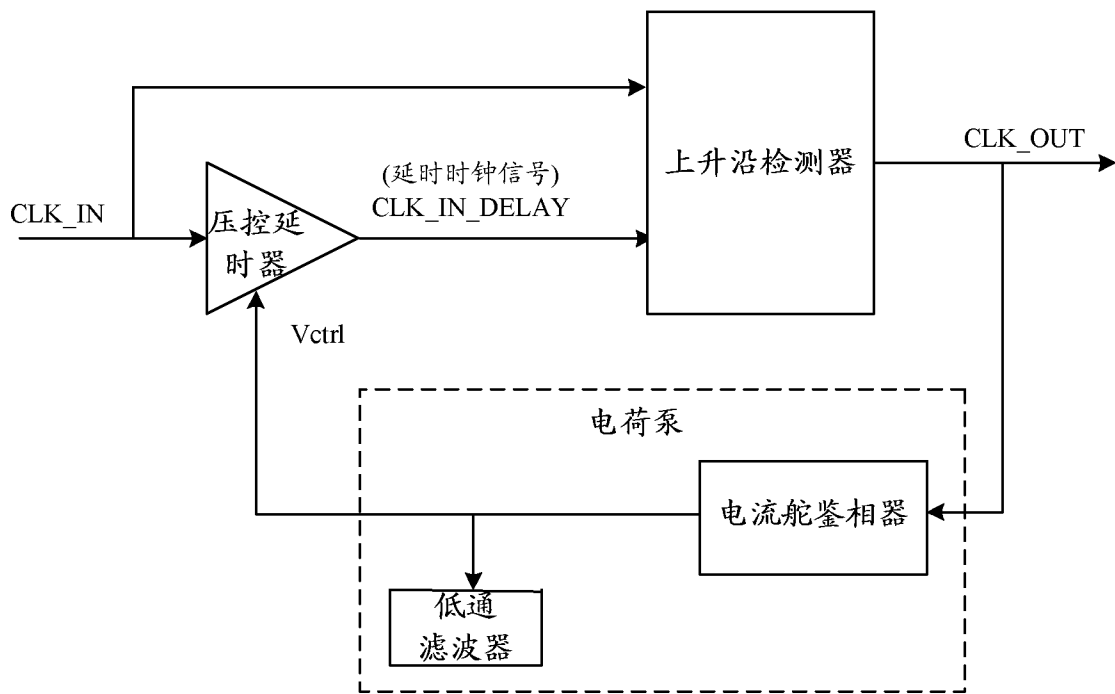 上升沿检测器
CLK_OUT
(延时时钟信号)
CLK_IN_DELAY
CLK_IN
压控延
时器
Vctrl
电荷泵
电流舵鉴相器
低通
滤波器